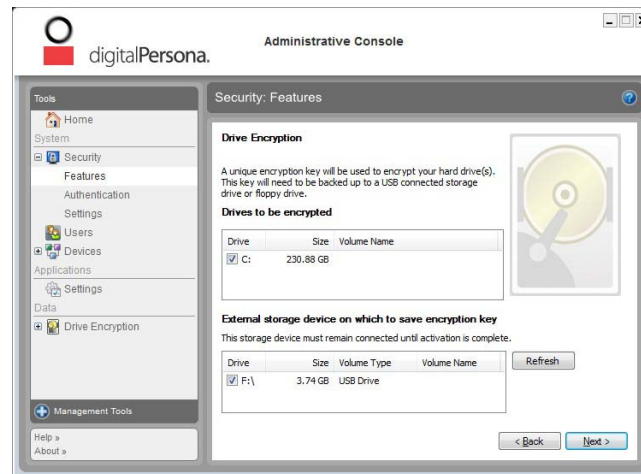 digitalPersona.
Administrative Console
Tools
Home
System
Security
Features
Authentication
Settings
Users
Devices
Applications
Settings
Data
Drive Encryption
Management Tools
Help »
About »
Security: Features
?
Drive Encryption
A unique encryption key will be used to encrypt your hard drive(s).
This key will need to be backed up to a USB connected storage
drive or floppy drive.
Drives to be encrypted
Drive Size Volume Name
C: 230.88 GB
External storage device on which to save encryption key
This storage device must remain connected until activation is complete.
Drive Size Volume Type Volume Name
F:\ 3.74 GB USB Drive
Refresh
< Back
Next >